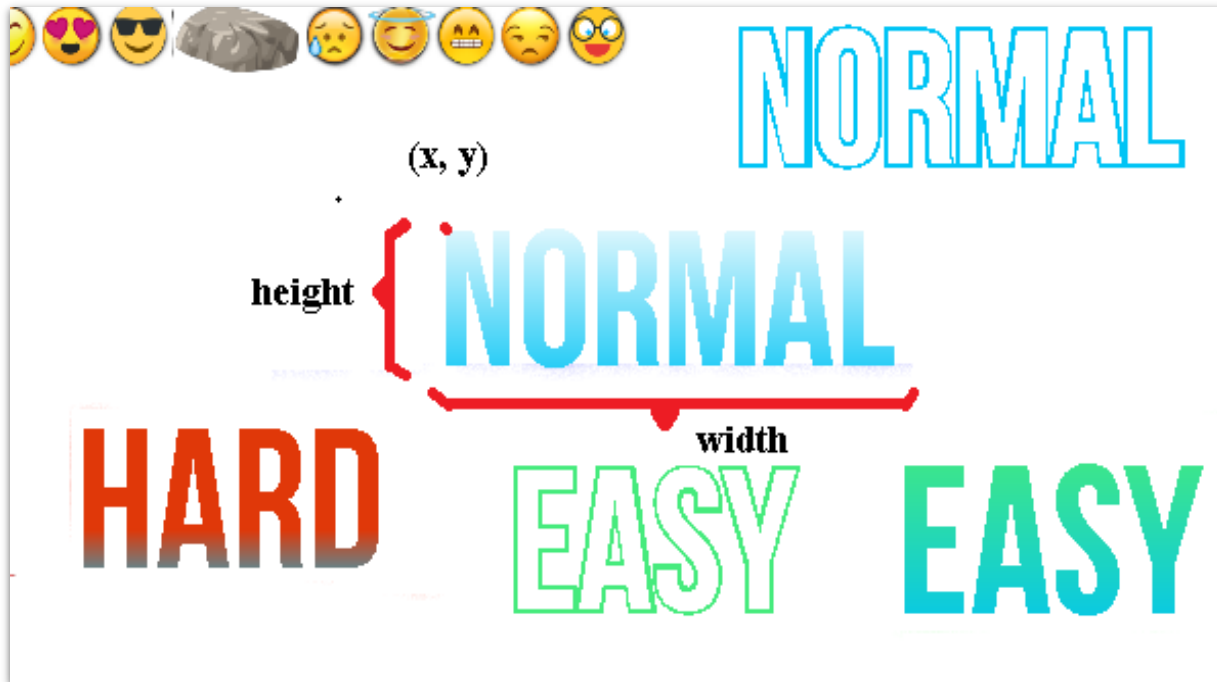 NORMAL
(x, y)
NORMAL
height
width
HARD
EASY
EASY